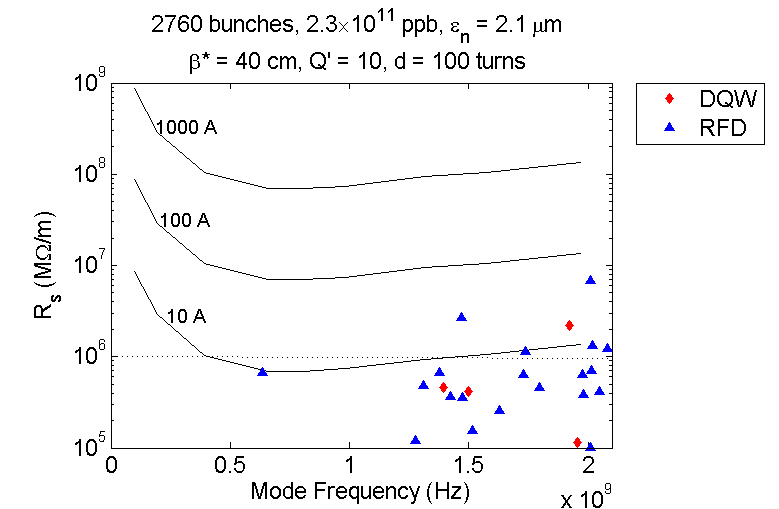 2760 bunches, 2.3×10¹¹ ppb, εₙ = 2.1 μm
β* = 40 cm, Q' = 10, d = 100 turns
10⁹
10⁸
10⁷
10⁶
10⁵
Rₛ (MΩ/m)
1000 A
100 A
10 A
DQW
RFD
0 0.5 1 1.5 2
x 10⁹
Mode Frequency (Hz)